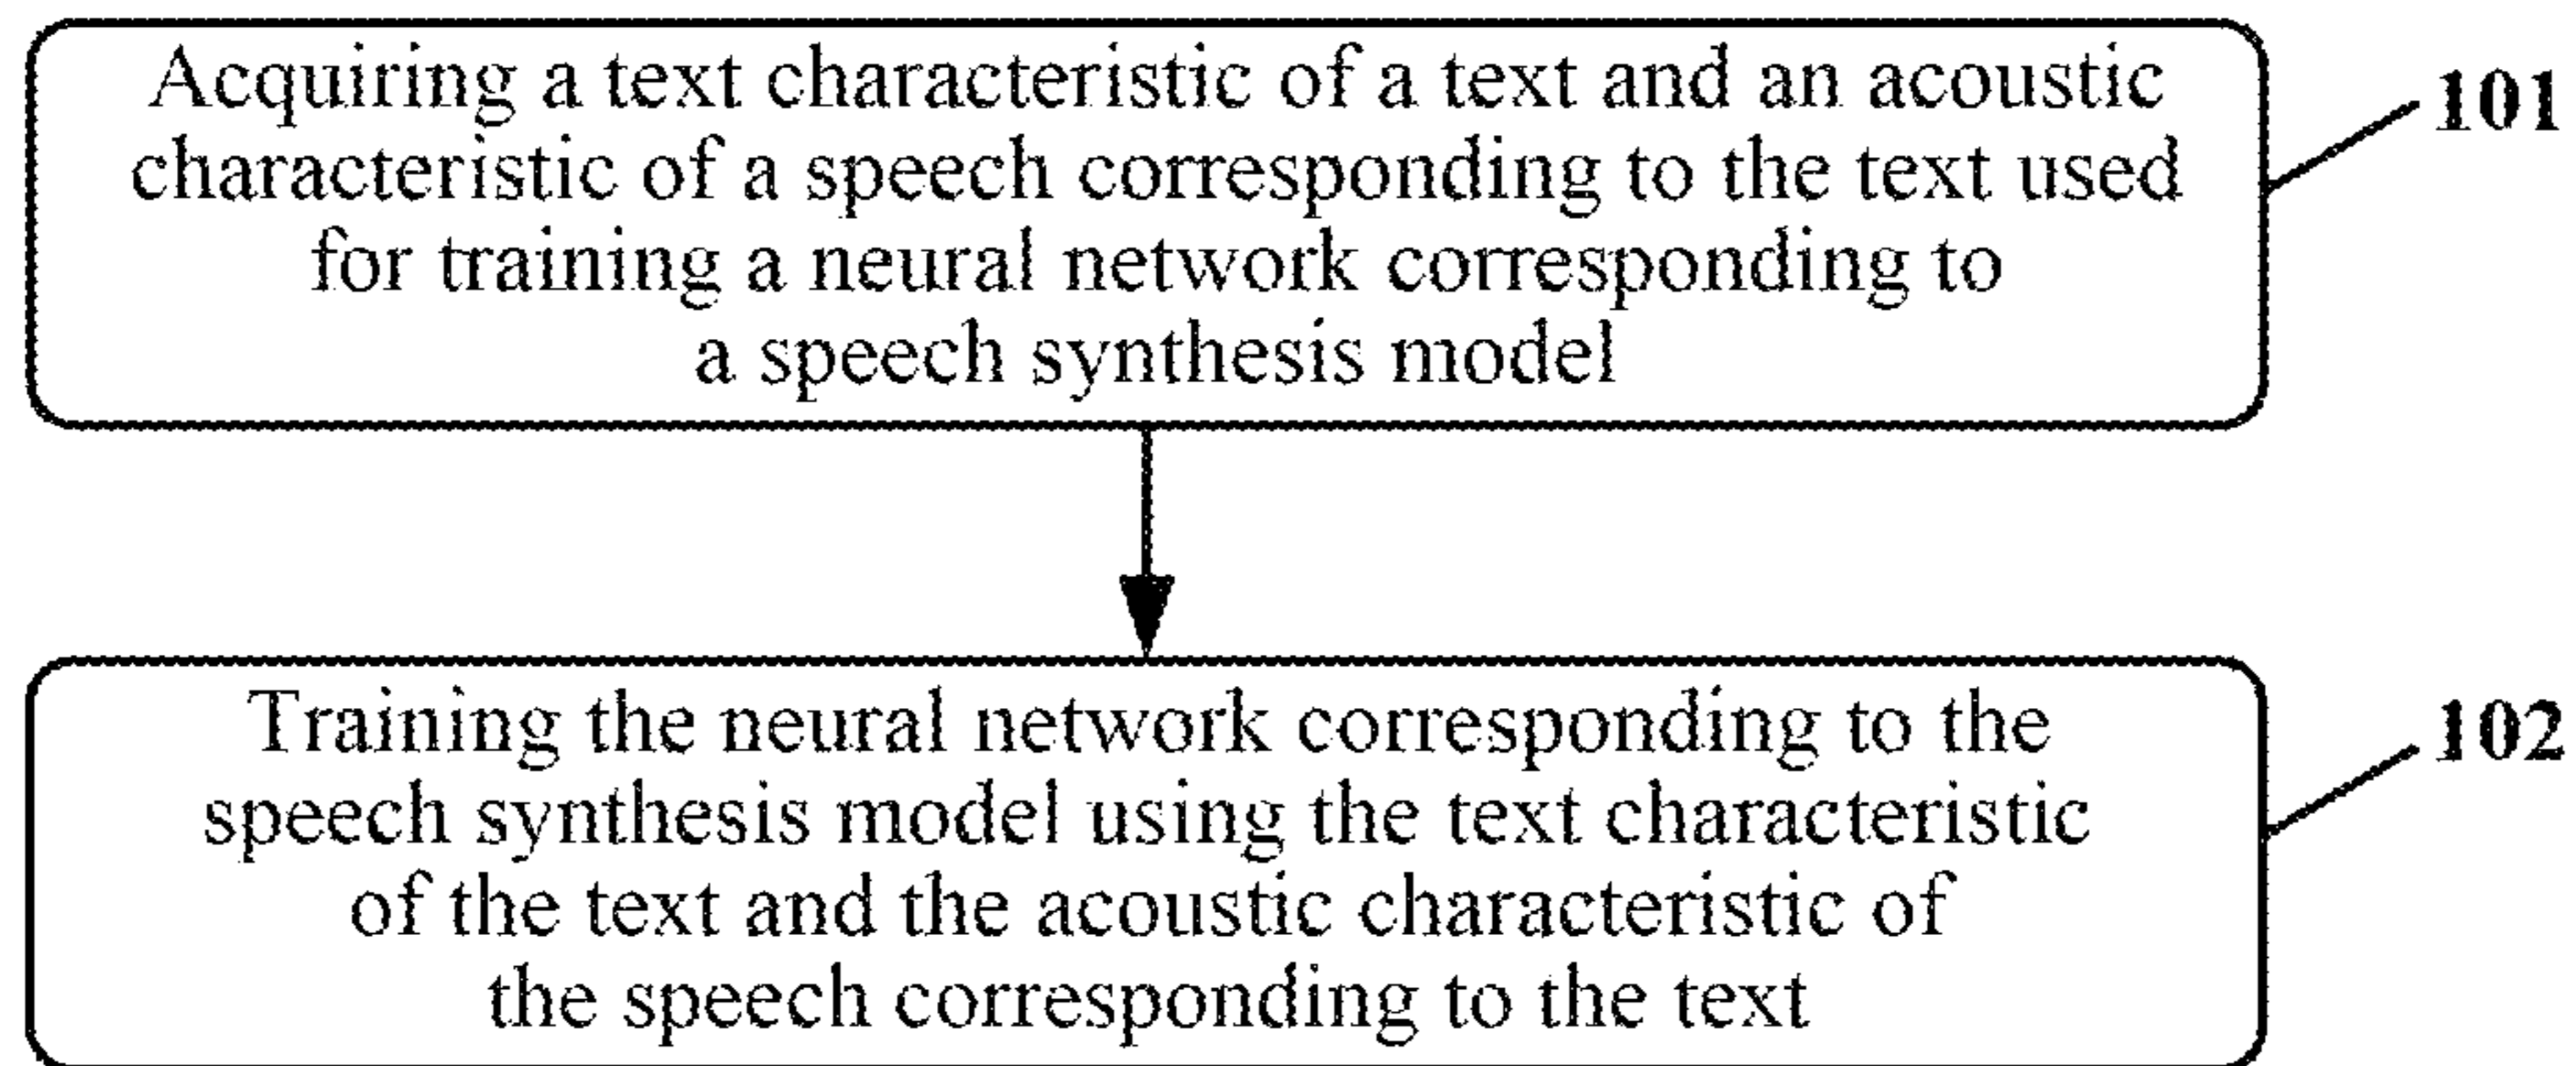 Acquiring a text characteristic of a text and an acoustic
characteristic of a speech corresponding to the text used
for training a neural network corresponding to
a speech synthesis model
101
Training the neural network corresponding to the
speech synthesis model using the text characteristic
of the text and the acoustic characteristic of
the speech corresponding to the text
102